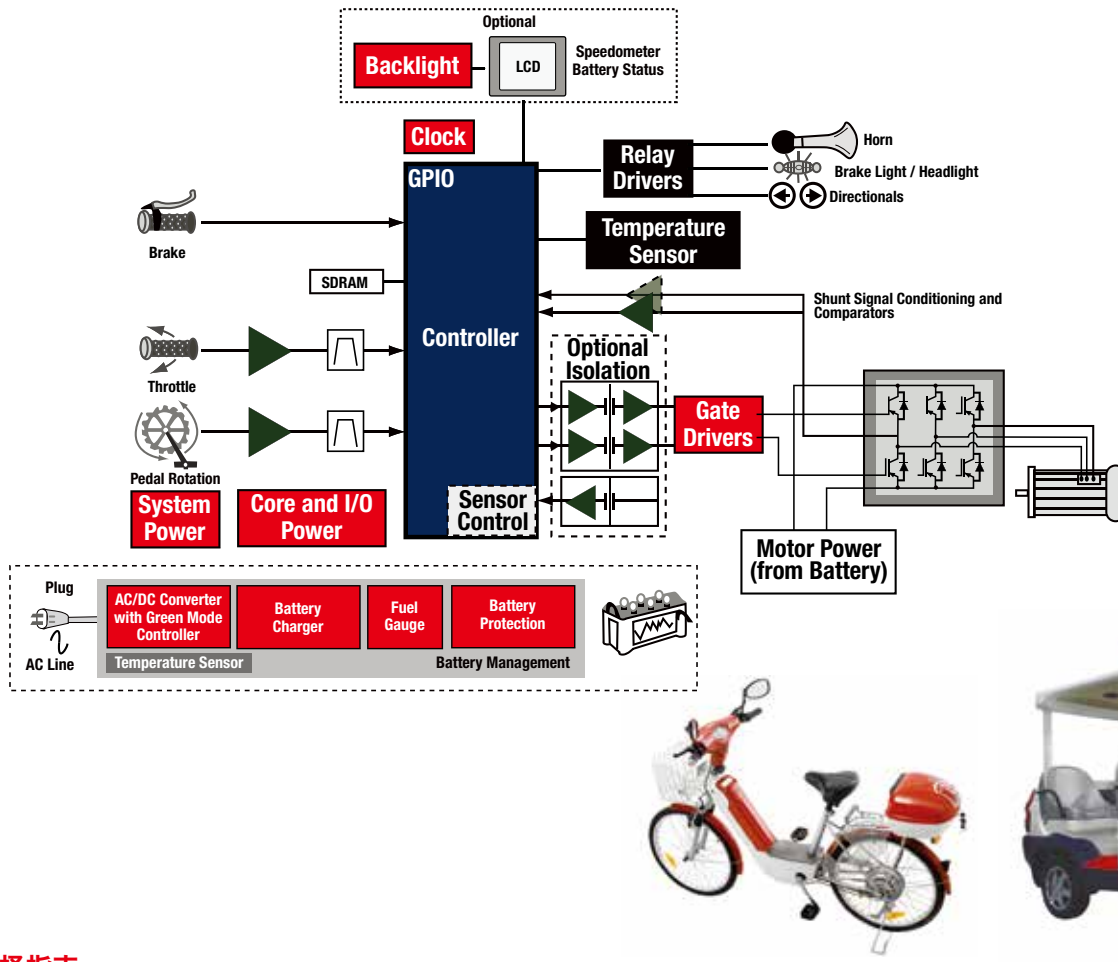 Optional
Backlight
LCD
Speedometer
Battery Status
Clock
GPIO
Relay
Drivers
Horn
Brake Light / Headlight
Directionals
Brake
Temperature
Sensor
SDRAM
Shunt Signal Conditioning and
Comparators
Controller
Throttle
Optional
Isolation
Gate
Drivers
Pedal Rotation
System
Power
Core and I/O
Power
Sensor
Control
Motor Power
(from Battery)
Plug
AC Line
AC/DC Converter
with Green Mode
Controller
Battery
Charger
Fuel
Gauge
Battery
Protection
Temperature Sensor
Battery Management